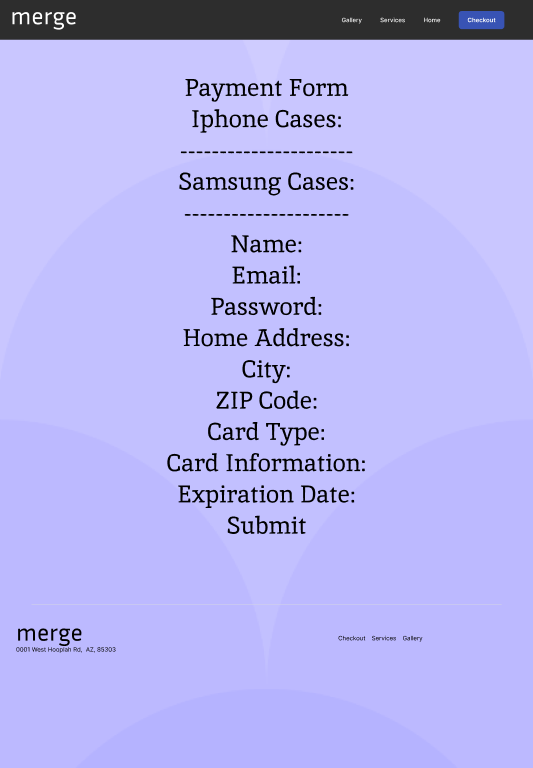 merge
Gallery Services Home Checkout
Payment Form
Iphone Cases:
----------------------
Samsung Cases:
---------------------
Name:
Email:
Password:
Home Address:
City:
ZIP Code:
Card Type:
Card Information:
Expiration Date:
Submit
merge
0001 West Hooplah Rd, AZ, 85303
Checkout Services Gallery